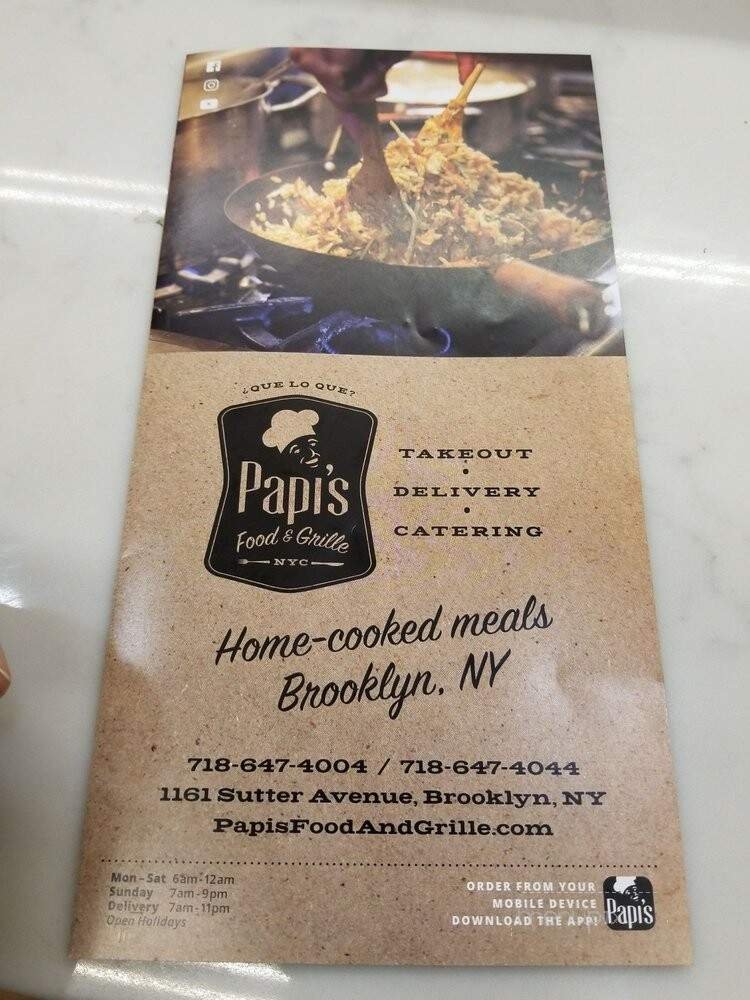 ¿QUE LO QUE?
Papi's
Food & Grille
NYC
TAKEOUT
•
DELIVERY
•
CATERING
Home-cooked meals
Brooklyn, NY
718-647-4004 / 718-647-4044
1161 Sutter Avenue, Brooklyn, NY
PapisFoodAndGrille.com
Mon - Sat 6am-12am
Sunday 7am-9pm
Delivery 7am-11pm
Open Holidays
ORDER FROM YOUR
MOBILE DEVICE
DOWNLOAD THE APP!
Papi's